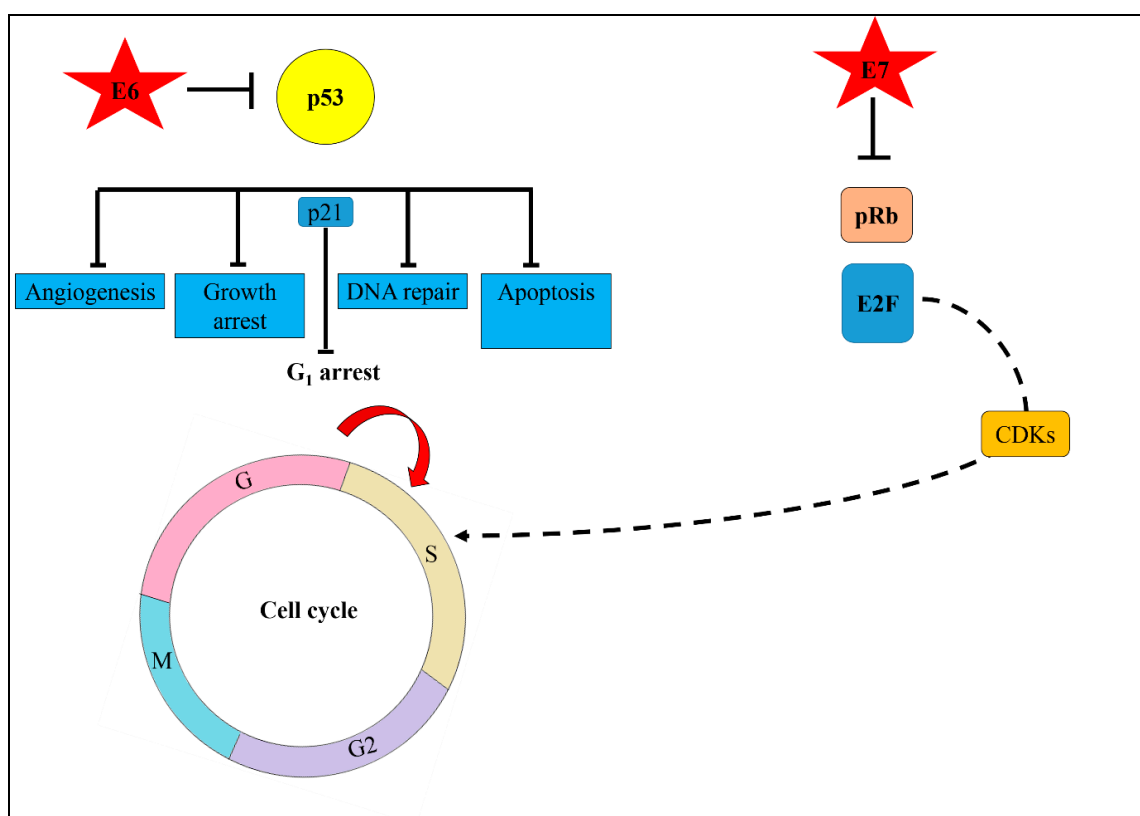 E6
p53
E7
p21
pRb
Angiogenesis
Growth
arrest
DNA repair
Apoptosis
E2F
G₁ arrest
CDKs
G
S
Cell cycle
M
G2